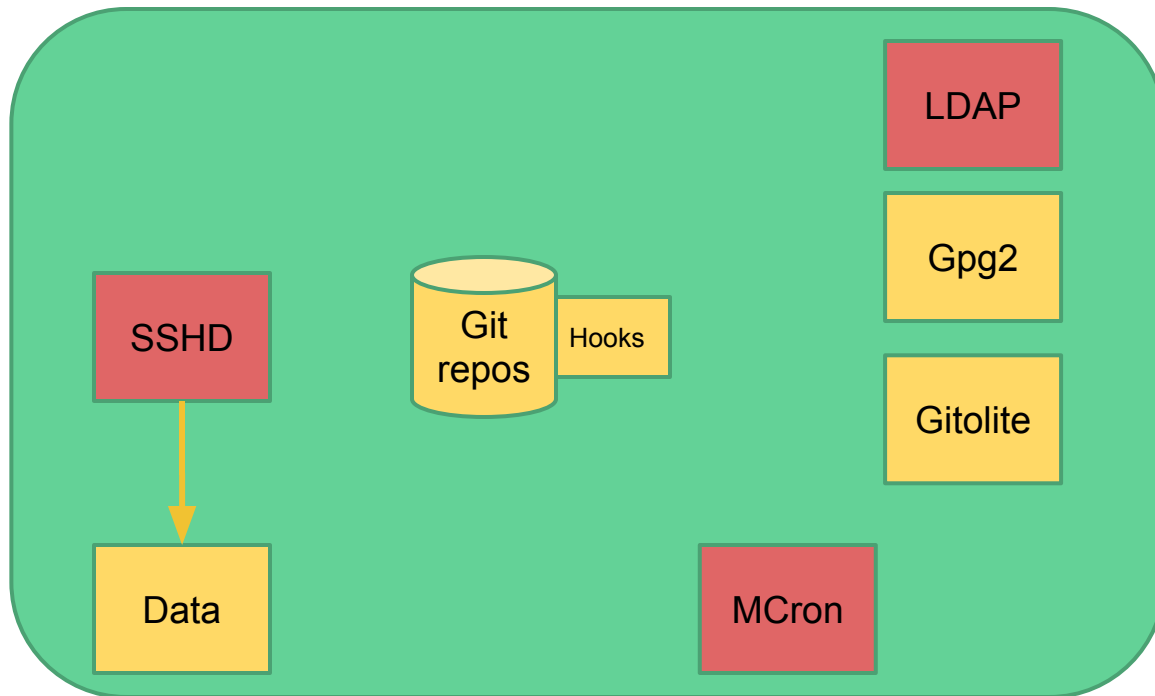 LDAP
Gpg2
SSHD
Git
repos
Hooks
Gitolite
Data
MCron